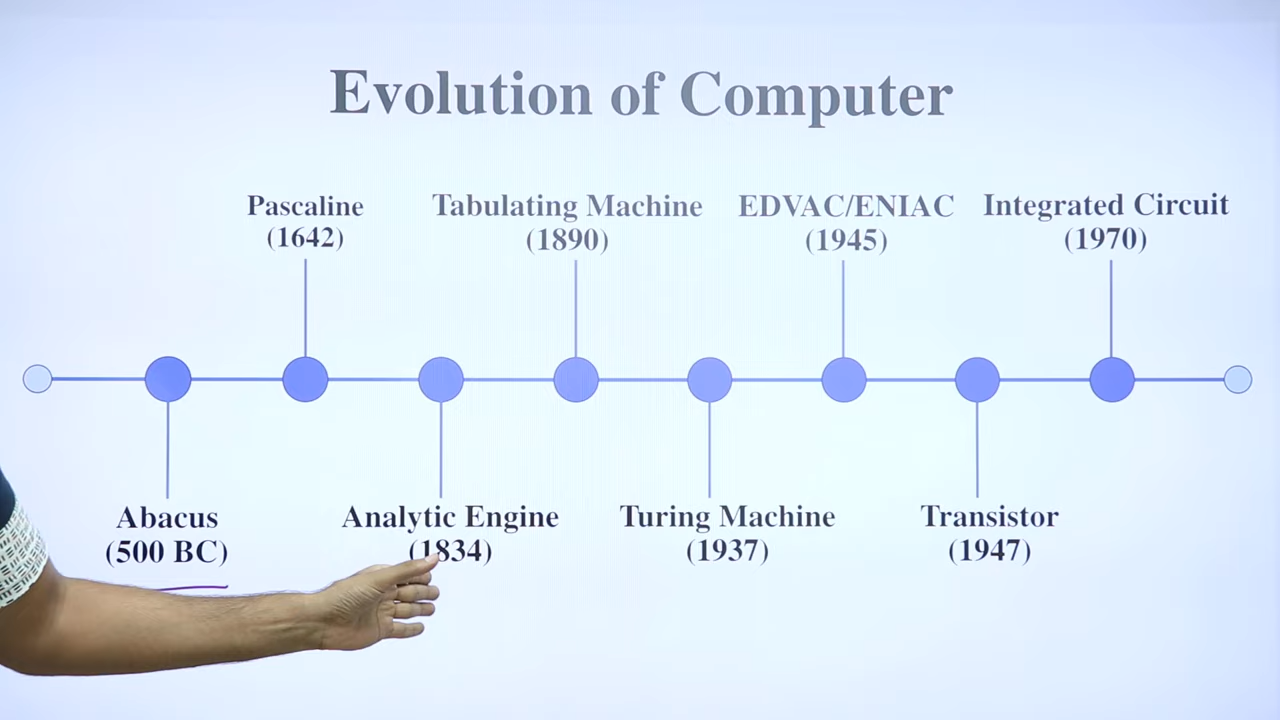 Evolution of Computer
Pascaline
(1642)
Tabulating Machine
(1890)
EDVAC/ENIAC
(1945)
Integrated Circuit
(1970)
Abacus
(500 BC)
Analytic Engine
(1834)
Turing Machine
(1937)
Transistor
(1947)